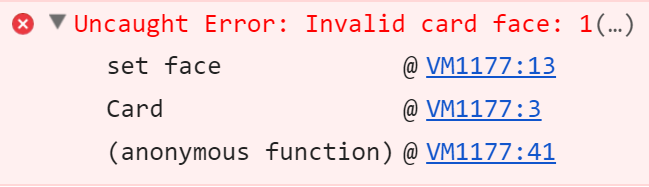 Uncaught Error: Invalid card face: 1(…)
set face @ VM1177:13
Card @ VM1177:3
(anonymous function) @ VM1177:41